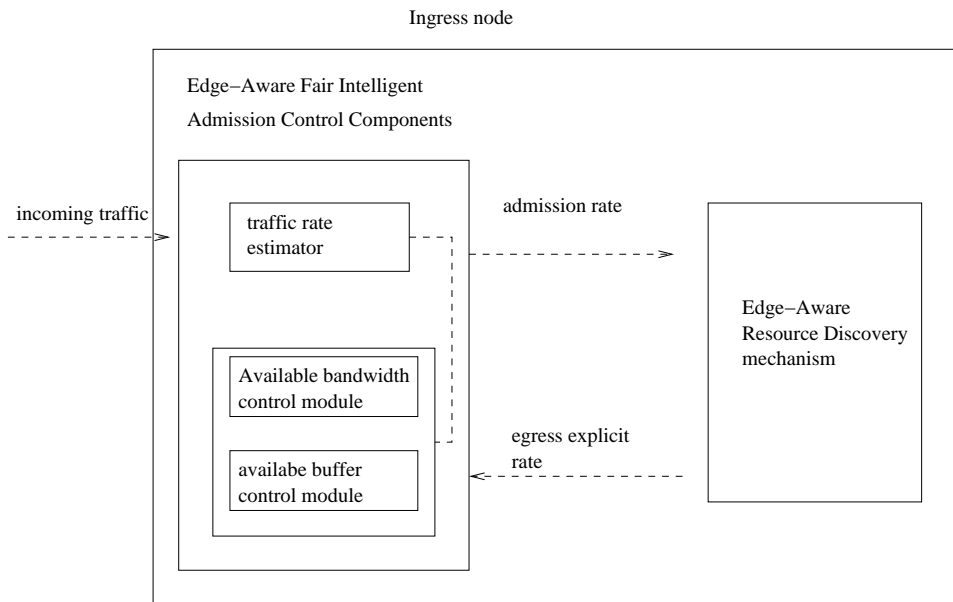 Ingress node
Edge−Aware Fair Intelligent
Admission Control Components
incoming traffic
traffic rate
estimator
admission rate
Edge−Aware
Resource Discovery
mechanism
Available bandwidth
control module
availabe buffer
control module
egress explicit
rate